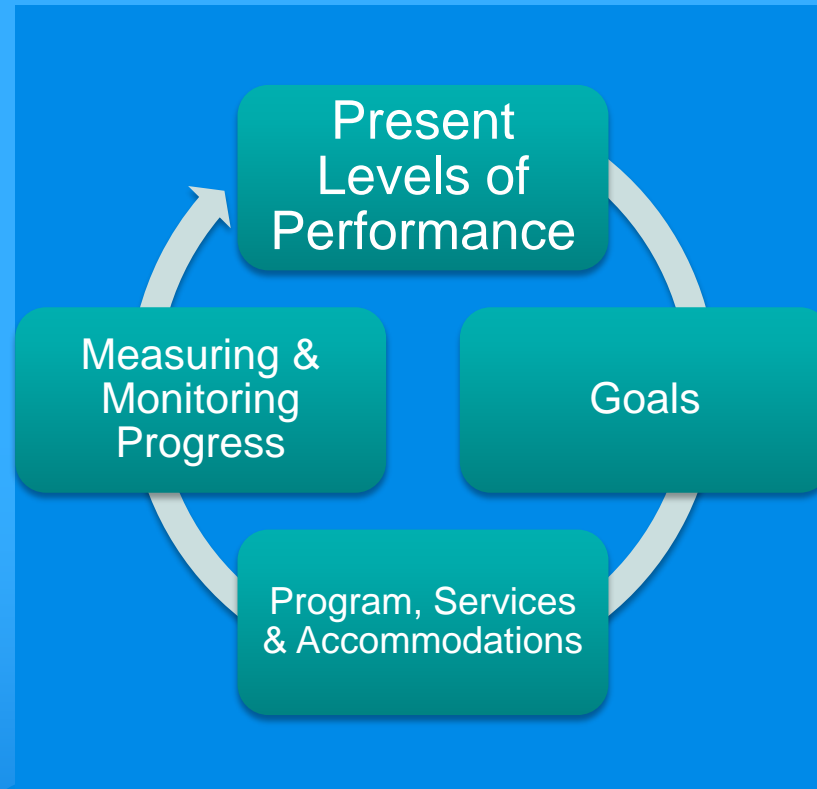 Present
Levels of
Performance
Goals
Program, Services
& Accommodations
Measuring &
Monitoring
Progress